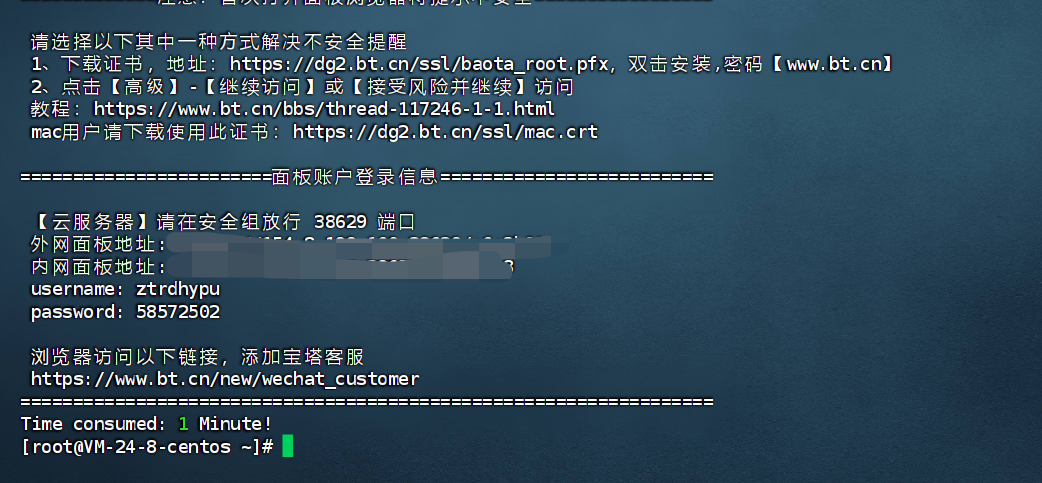 请选择以下其中一种方式解决不安全提醒
1、下载证书，地址：https://dg2.bt.cn/ssl/baota_root.pfx，双击安装,密码【www.bt.cn】
2、点击【高级】-【继续访问】或【接受风险并继续】访问
教程：https://www.bt.cn/bbs/thread-117246-1-1.html
mac用户请下载使用此证书：https://dg2.bt.cn/ssl/mac.crt
========================面板账户登录信息==========================
【云服务器】请在安全组放行 38629 端口
外网面板地址:
内网面板地址:
username: ztrdhypu
password: 58572502
浏览器访问以下链接，添加宝塔客服
https://www.bt.cn/new/wechat_customer
==================================================================
Time consumed: 1 Minute!
[root@VM-24-8-centos ~]#